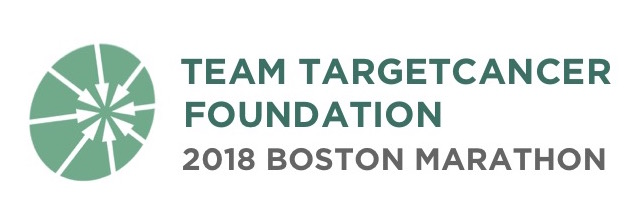 TEAM TARGETCANCER
FOUNDATION
2018 BOSTON MARATHON